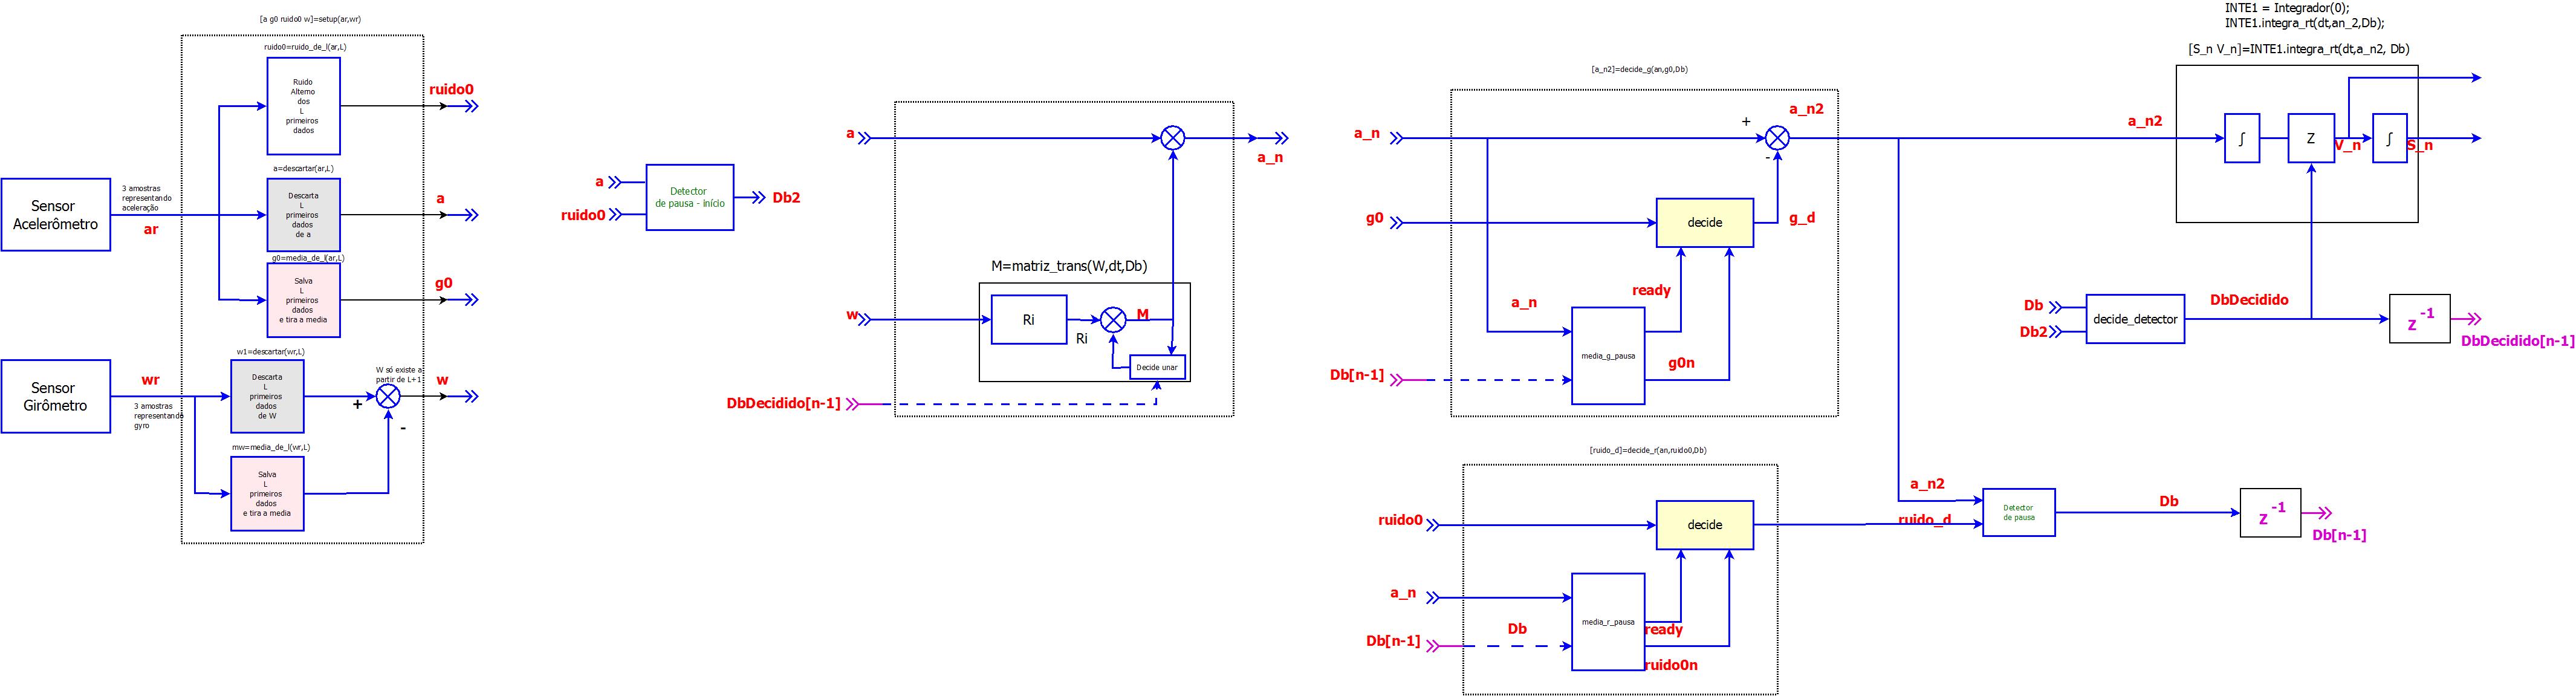 [a g0 ruido0 w]=setup(ar,wr)
ruido0=ruido_de_l(ar,L)
Ruido
Alterno
dos
L
primeiros
dados
ruido0
Sensor
Acelerômetro
3 amostras
representando
aceleração
ar
a=descartar(ar,L)
Descarta
L
primeiros
dados
de a
a
g0=media_de_l(ar,L)
Salva
L
primeiros
dados
e tira a media
g0
Sensor
Girômetro
wr
3 amostras
representando
gyro
w1=descartar(wr,L)
Descarta
L
primeiros
dados
de W
W só existe a
partir de L+1
+
-
w
mw=media_de_l(wr,L)
Salva
L
primeiros
dados
e tira a media
a
ruido0
Detector
de pausa - início
Db2
a
a_n
M=matriz_trans(W,dt,Db)
w
Ri
Ri
M
Decide unar
DbDecidido[n-1]
[a_n2]=decide_g(an,g0,Db)
a_n
+
-
a_n2
g0
decide
g_d
a_n
ready
media_g_pausa
g0n
Db[n-1]
[ruido_d]=decide_r(an,ruido0,Db)
ruido0
decide
ruido_d
a_n
media_r_pausa
ready
Db[n-1]
Db
ruido0n
INTE1 = Integrador(0);
INTE1.integra_rt(dt,an_2,Db);
[S_n V_n]=INTE1.integra_rt(dt,a_n2, Db)
a_n2
∫
Z
V_n
∫
S_n
Db
Db2
decide_detector
DbDecidido
z -1
DbDecidido[n-1]
a_n2
Detector
de pausa
Db
z -1
Db[n-1]